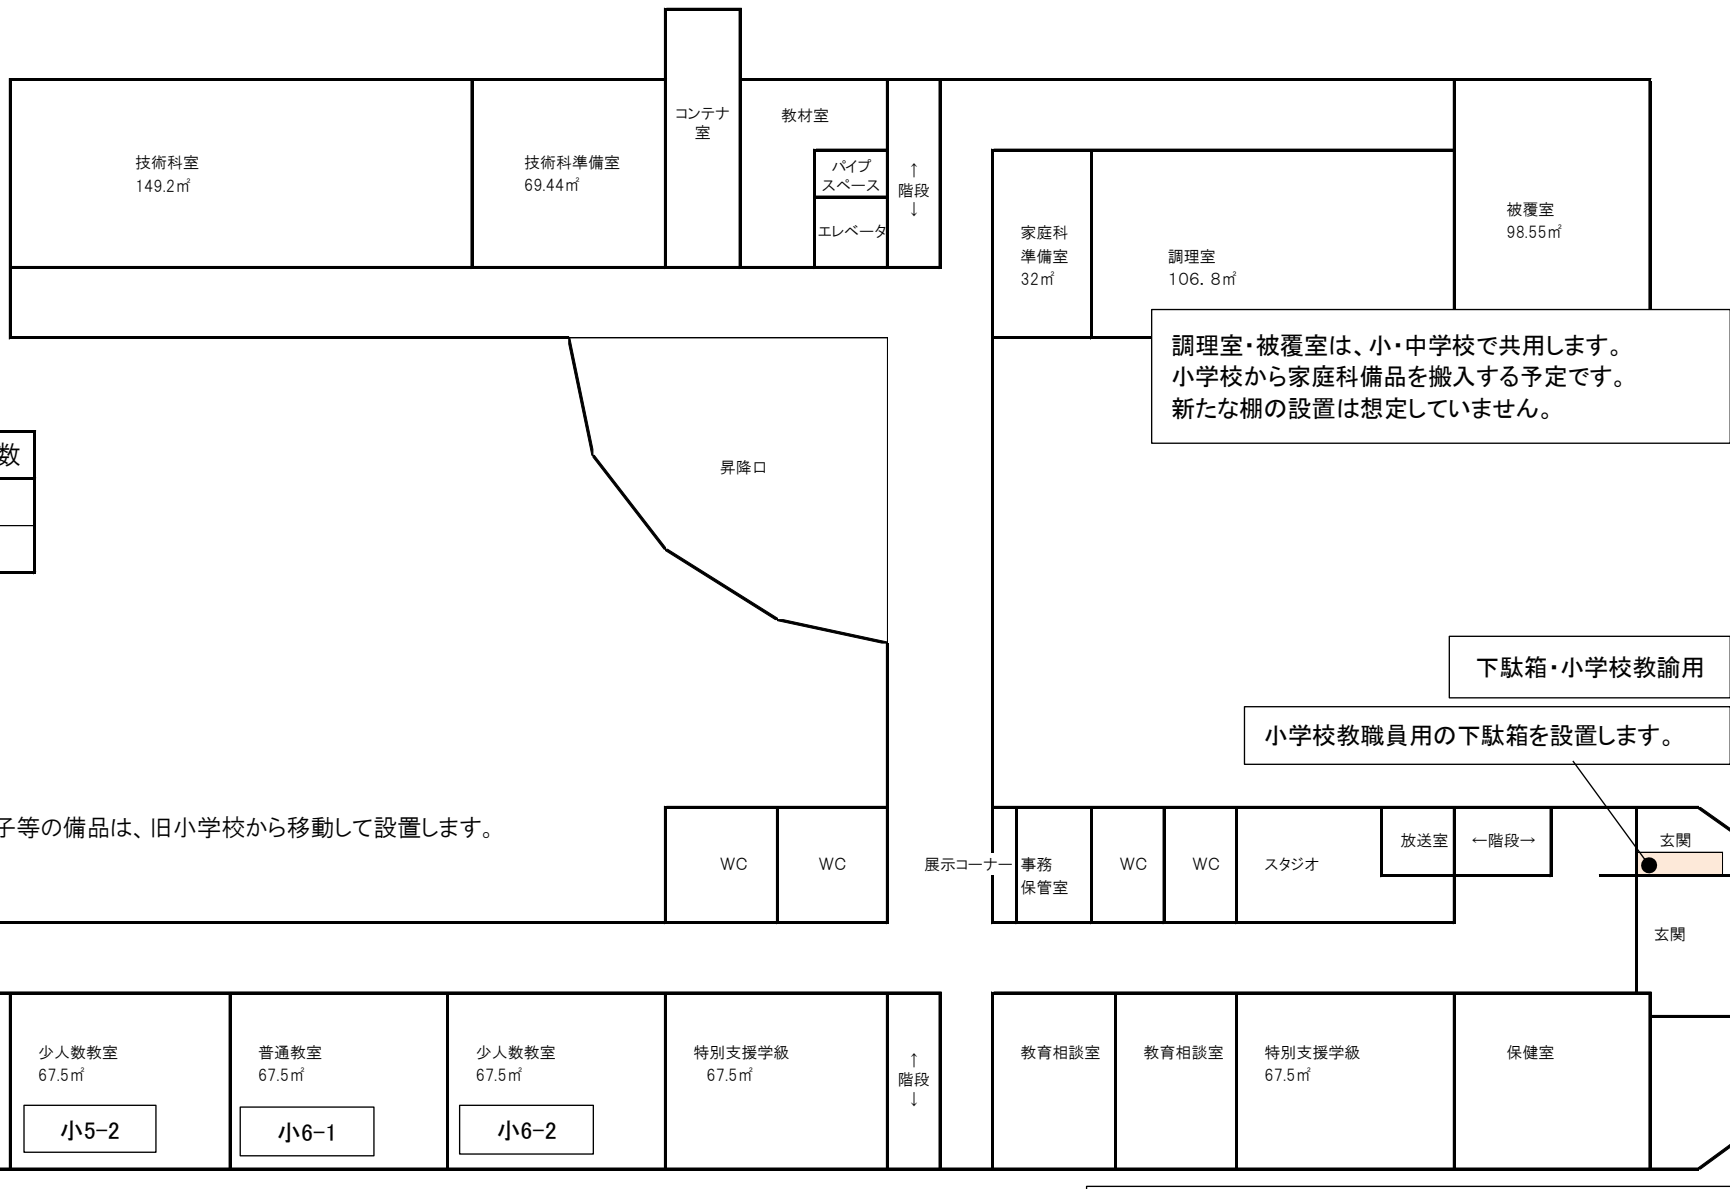 コンテナ
室
教材室
技術科室
149.2㎡
技術科準備室
69.44㎡
パイプ
スペース
エレベータ
↑
階段
↓
家庭科
準備室
32㎡
調理室
106．8㎡
被覆室
98.55㎡
調理室・被覆室は、小・中学校で共用します。
小学校から家庭科備品を搬入する予定です。
新たな棚の設置は想定していません。
数
昇降口
下駄箱・小学校教諭用
小学校教職員用の下駄箱を設置します。
子等の備品は、旧小学校から移動して設置します。
WC
WC
展示コーナー
事務
保管室
WC
WC
スタジオ
放送室
←階段→
玄関
玄関
少人数教室
67.5㎡
小5-2
普通教室
67.5㎡
小6-1
少人数教室
67.5㎡
小6-2
特別支援学級
67.5㎡
↑
階段
↓
教育相談室
教育相談室
特別支援学級
67.5㎡
保健室